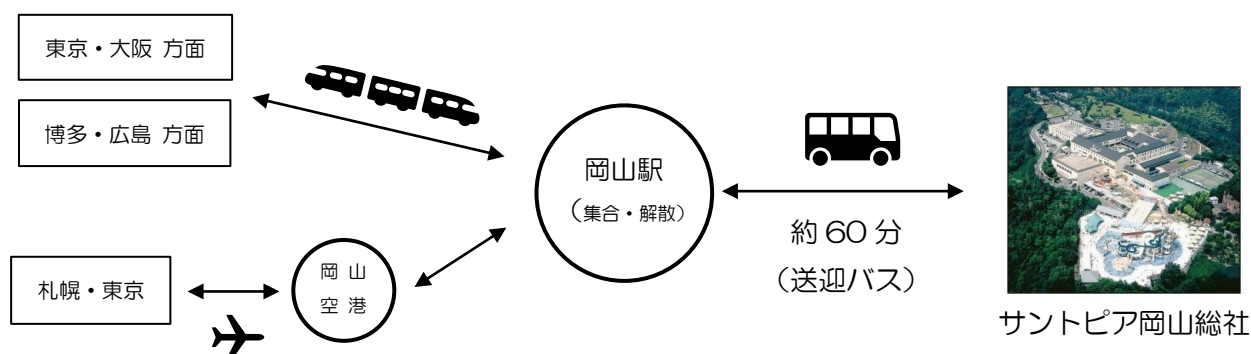 東京・大阪 方面
博多・広島 方面
岡山駅
（集合・解散）
約60分
（送迎バス）
札幌・東京
岡 山
空 港
サントピア岡山総社